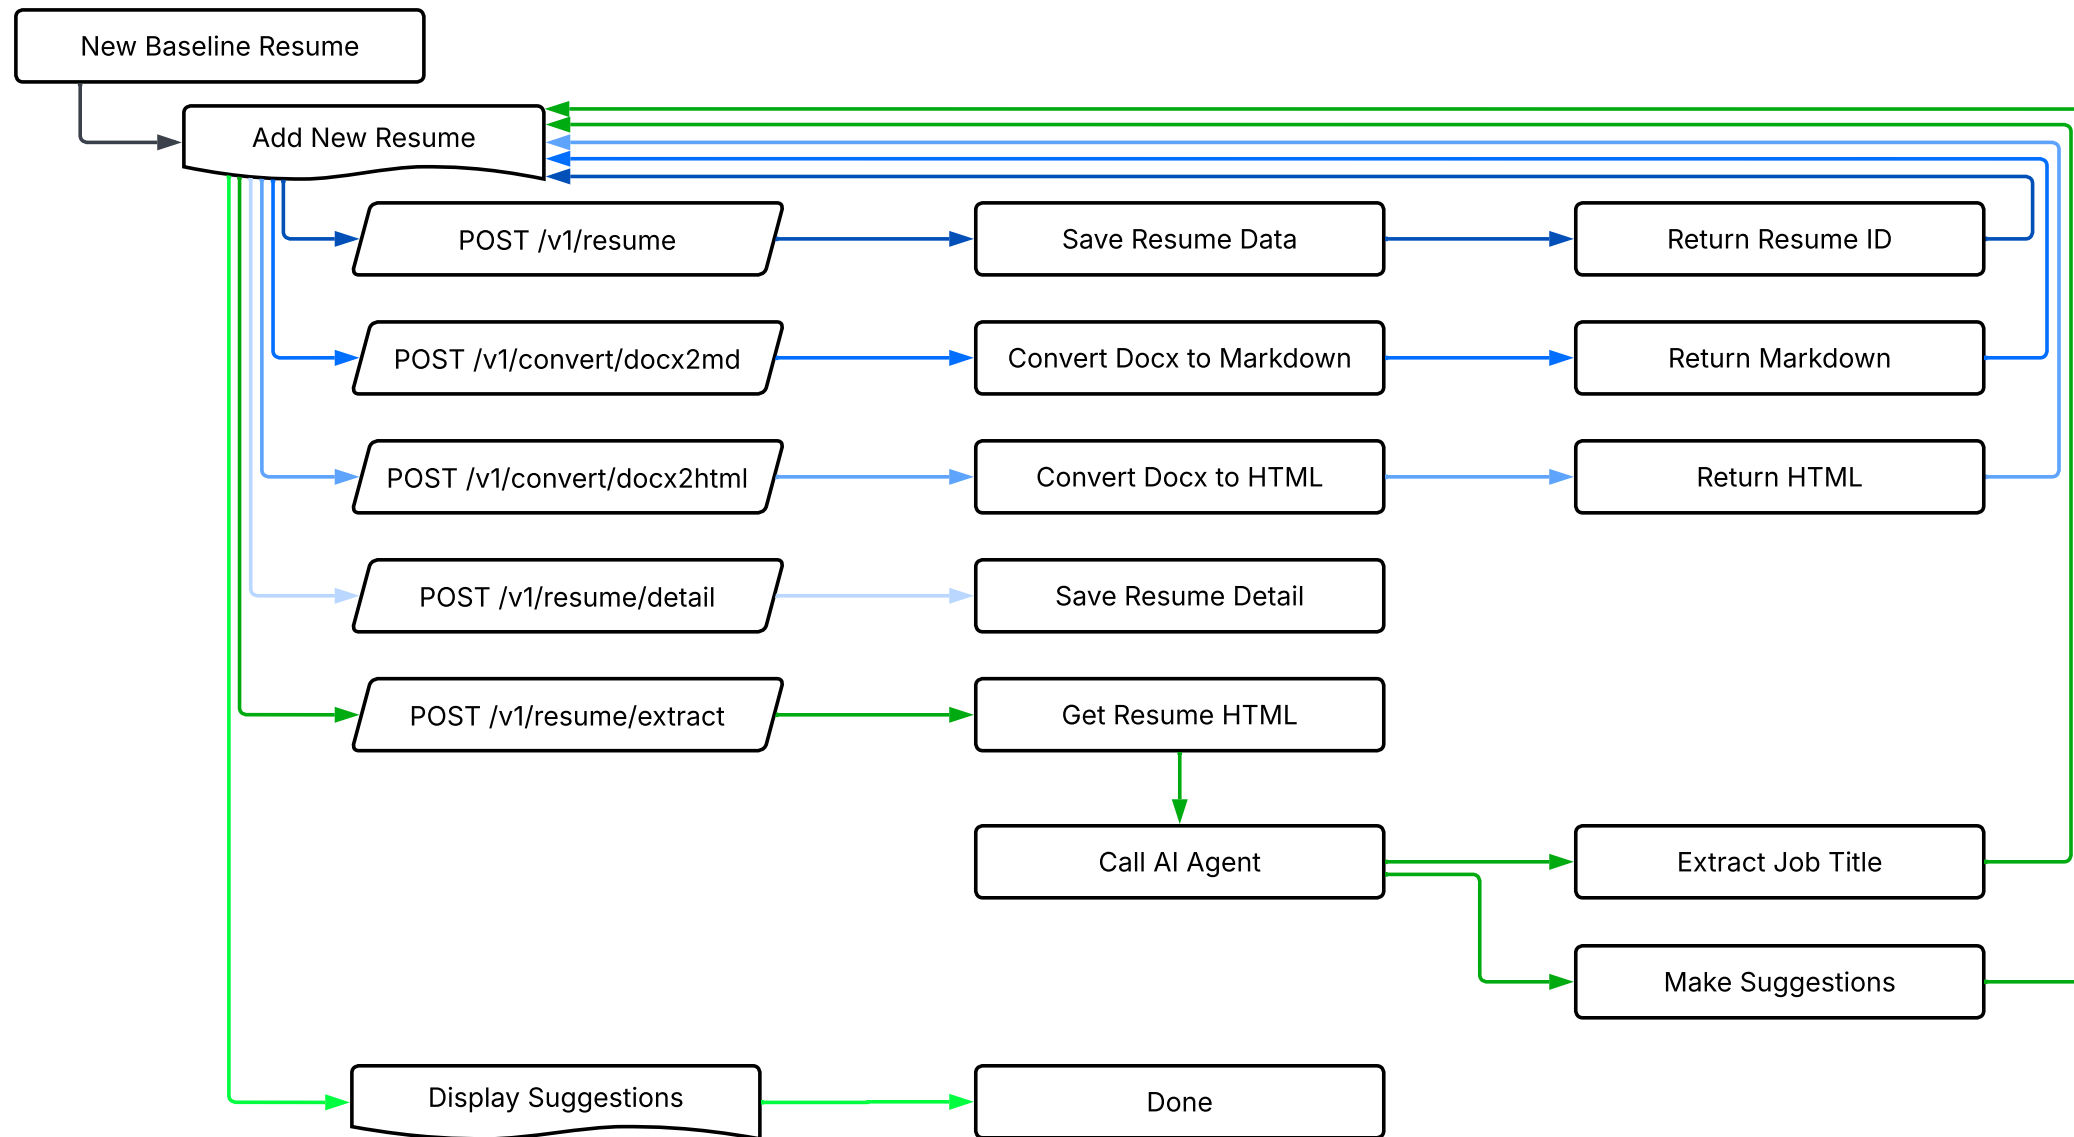 New Baseline Resume
Add New Resume
POST /v1/resume
Save Resume Data
Return Resume ID
POST /v1/convert/docx2md
Convert Docx to Markdown
Return Markdown
POST /v1/convert/docx2html
Convert Docx to HTML
Return HTML
POST /v1/resume/detail
Save Resume Detail
POST /v1/resume/extract
Get Resume HTML
Call AI Agent
Extract Job Title
Make Suggestions
Display Suggestions
Done